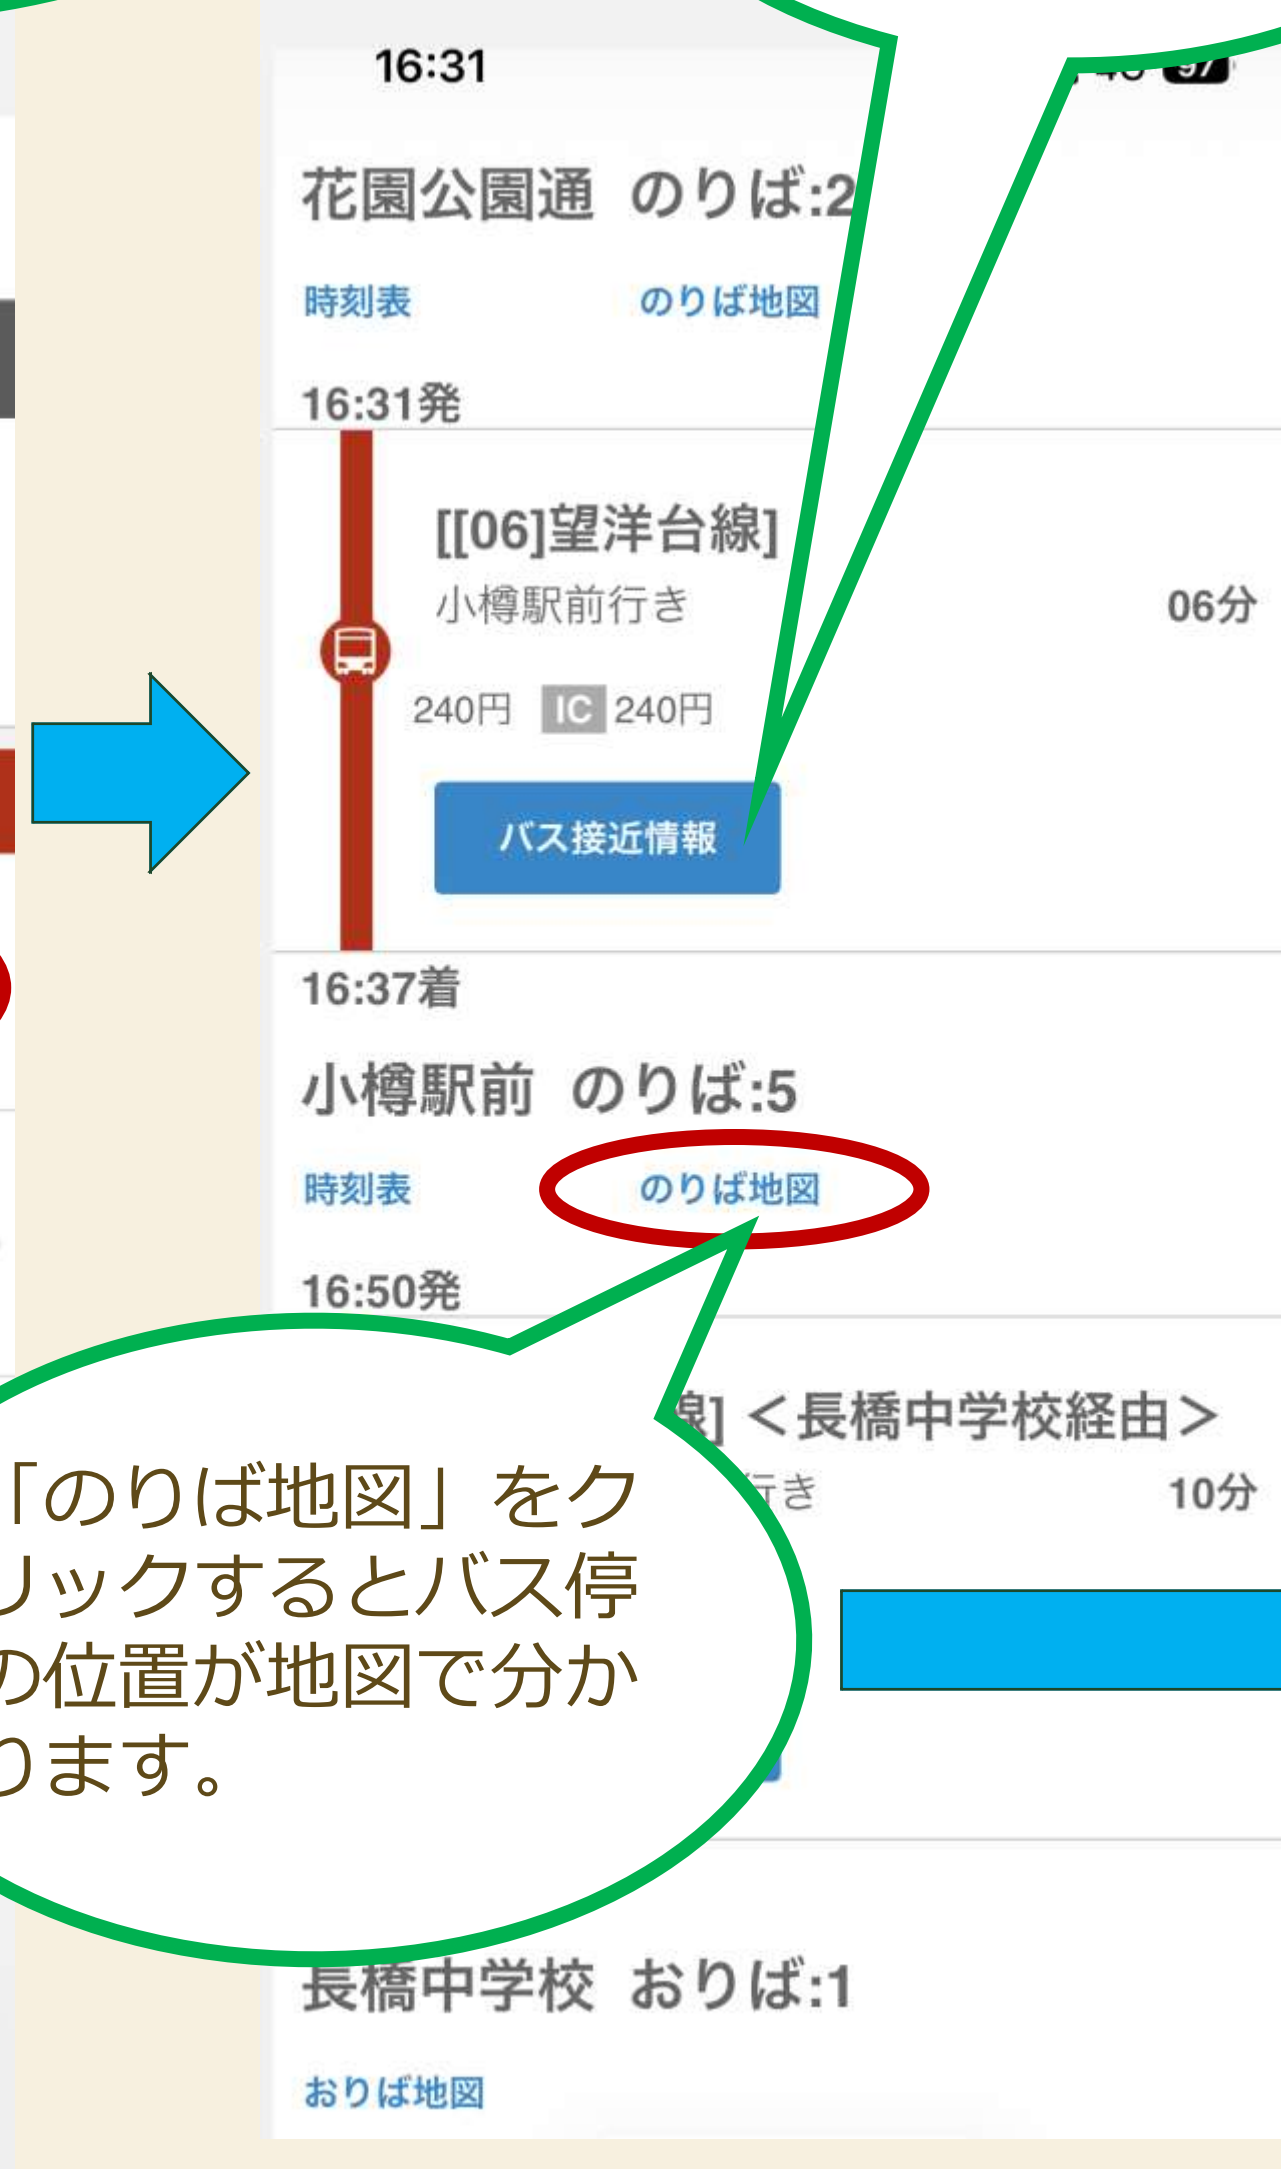 16:31
97
花園公園通 のりば:2
時刻表 のりば地図
16:31発
[[06]望洋台線]
小樽駅前行き 06分
240円 IC 240円
バス接近情報
16:37着
小樽駅前 のりば:5
時刻表 のりば地図
16:50発
線] ＜長橋中学校経由＞
行き 10分
「のりば地図」をク
リックするとバス停
の位置が地図で分か
ります。
長橋中学校 おりば:1
おりば地図